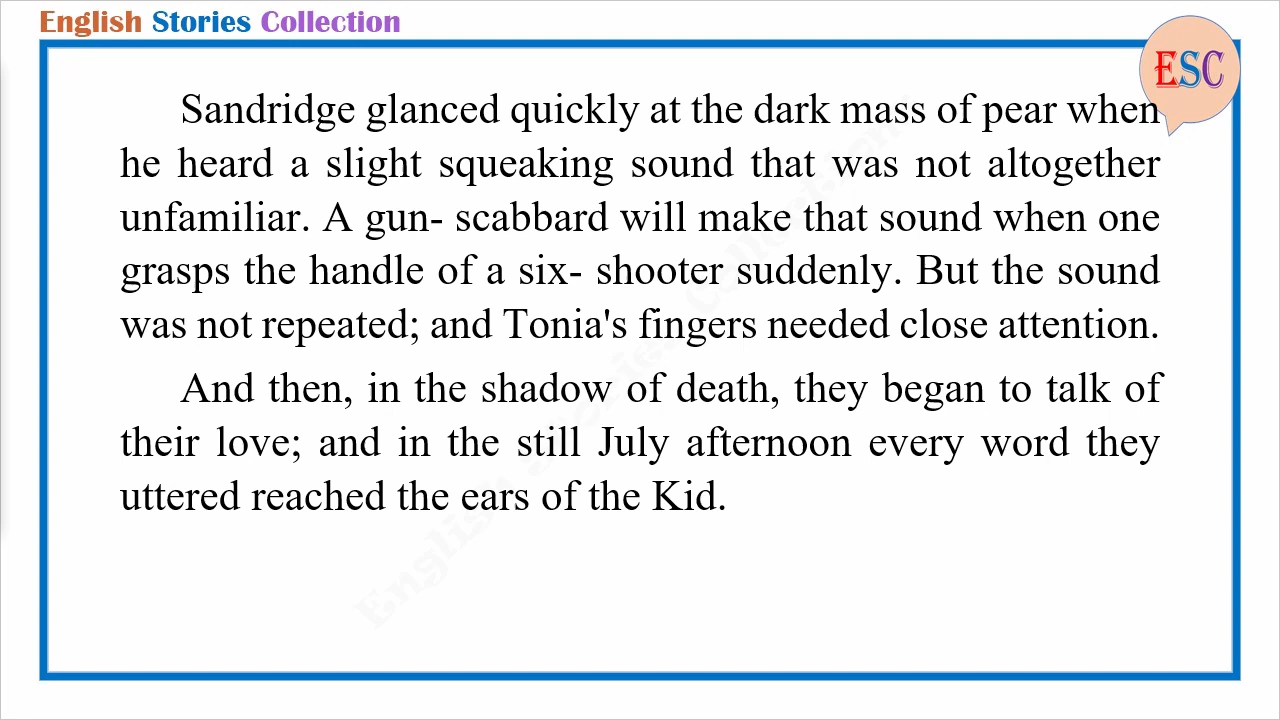 English Stories Collection
ESC
Sandridge glanced quickly at the dark mass of pear when
he heard a slight squeaking sound that was not altogether
unfamiliar. A gun- scabbard will make that sound when one
grasps the handle of a six- shooter suddenly. But the sound
was not repeated; and Tonia's fingers needed close attention.
And then, in the shadow of death, they began to talk of
their love; and in the still July afternoon every word they
uttered reached the ears of the Kid.
English Stories Collection